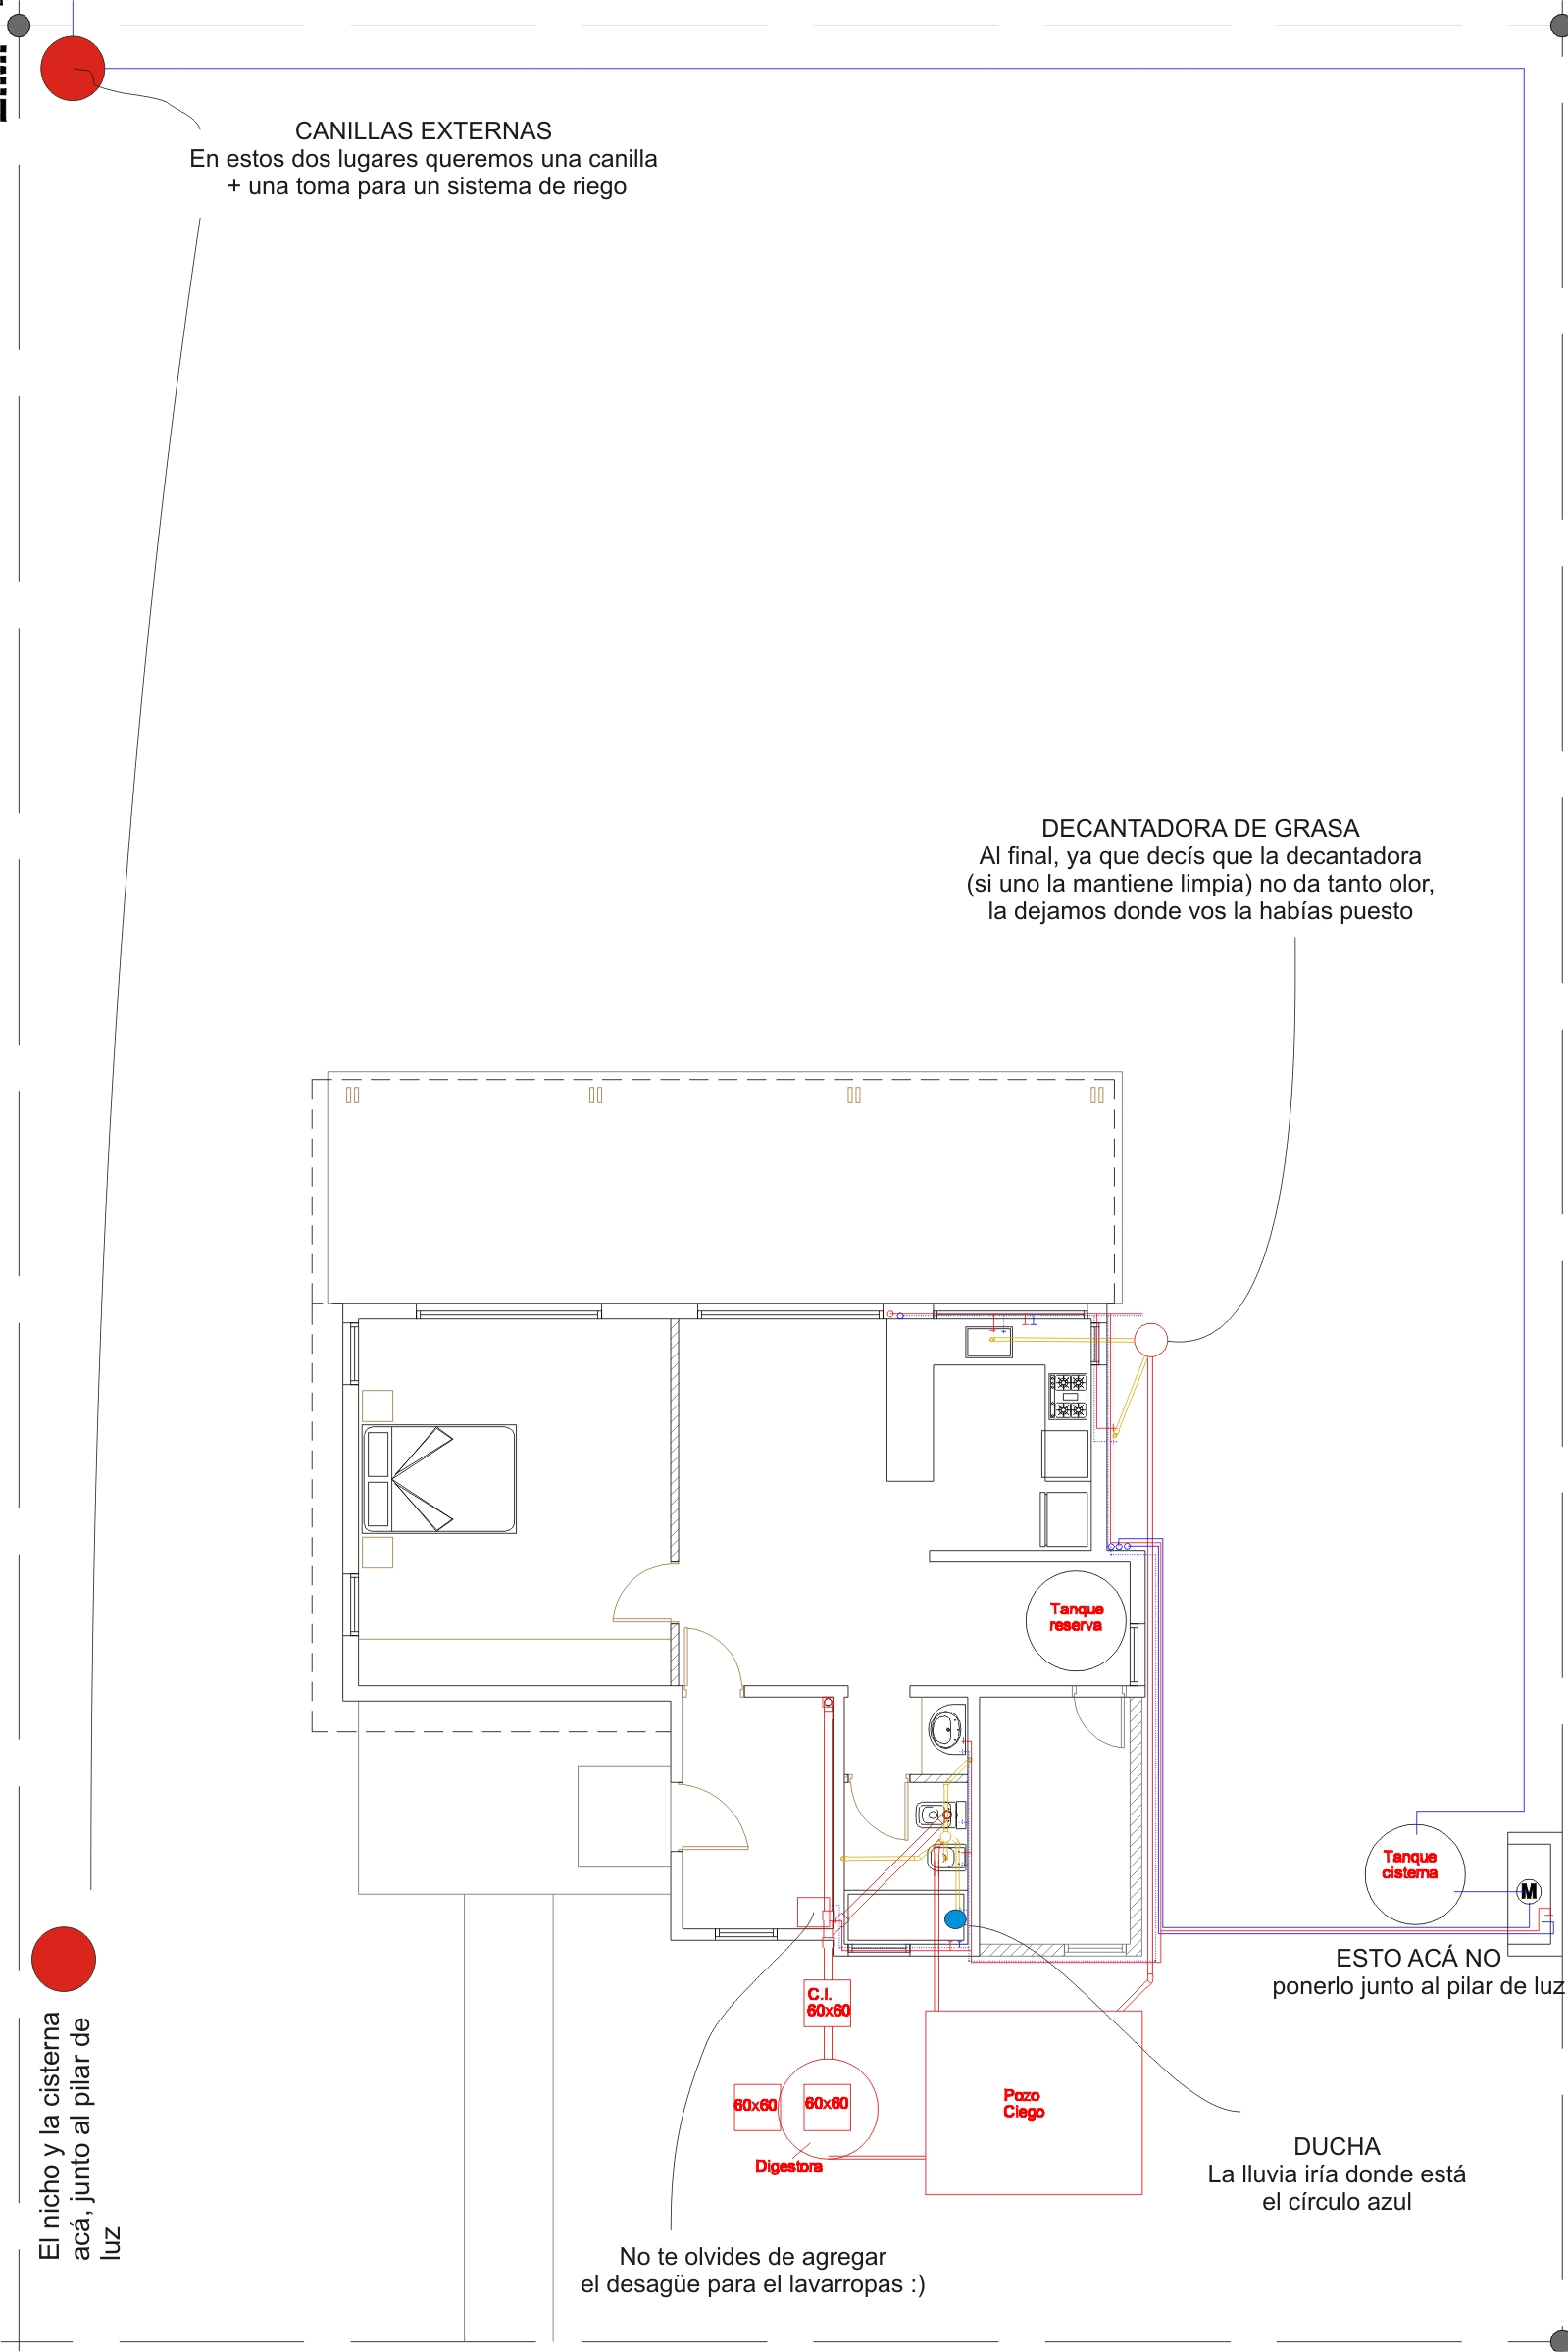 CANILLAS EXTERNAS
En estos dos lugares queremos una canilla
+ una toma para un sistema de riego
DECANTADORA DE GRASA
Al final, ya que decís que la decantadora
(si uno la mantiene limpia) no da tanto olor,
la dejamos donde vos la habías puesto
Tanque
reserva
Tanque
cisterna
M
ESTO ACÁ NO
ponerlo junto al pilar de luz
El nicho y la cisterna
acá, junto al pilar de
luz
C.I.
60x60
60x60
60x60
Digestora
Pozo
Ciego
DUCHA
La lluvia iría donde está
el círculo azul
No te olvides de agregar
el desagüe para el lavarropas :)